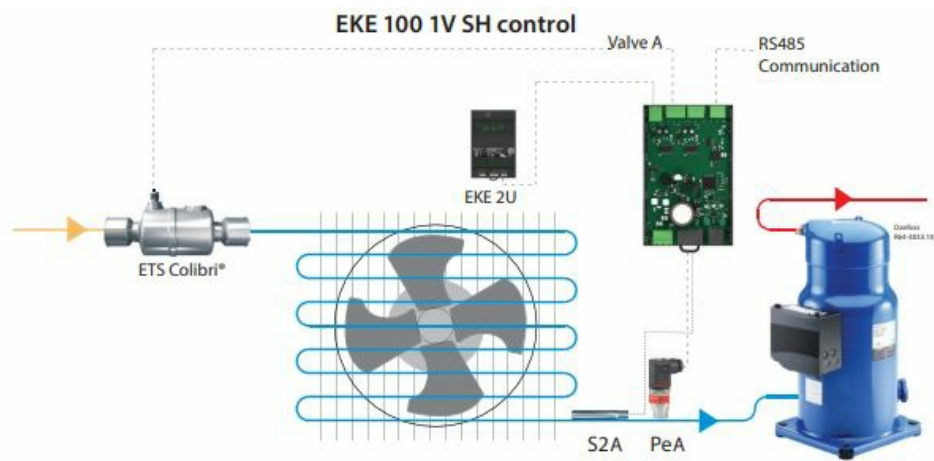 EKE 100 1V SH control
Valve A
RS485
Communication
EKE 2U
ETS Colibri®
Danfoss
S2A
PeA